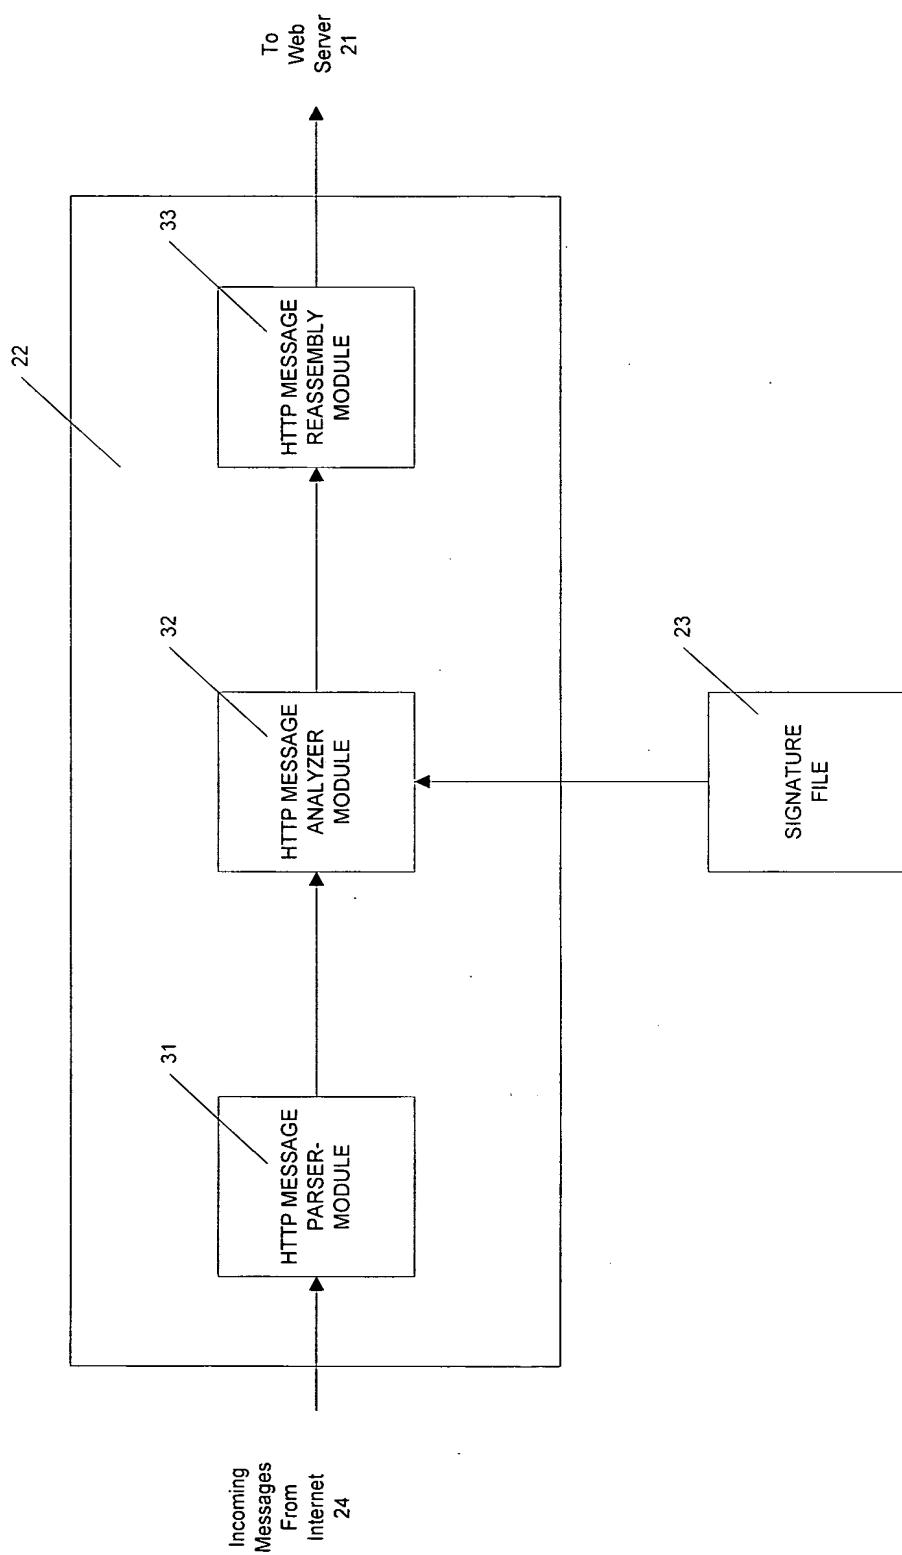 22
31
32
33
HTTP MESSAGE
PARSER-
MODULE
HTTP MESSAGE
ANALYZER
MODULE
HTTP MESSAGE
REASSEMBLY
MODULE
Incoming
Messages
From
Internet
24
To
Web
Server
21
23
SIGNATURE
FILE